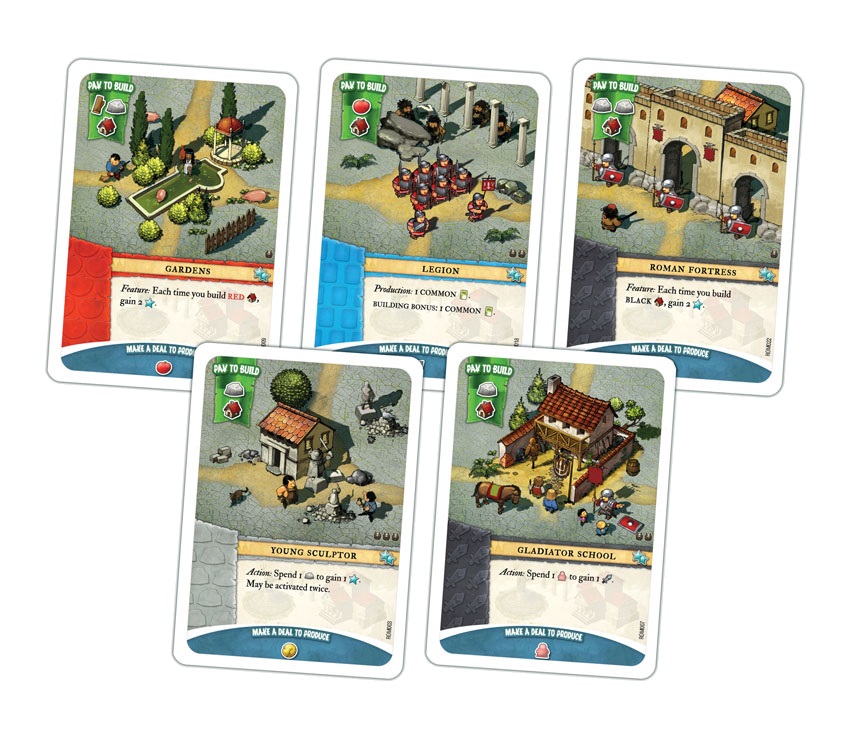 PAY TO BUILD
GARDENS
Feature: Each time you build RED , gain 2 .
MAKE A DEAL TO PRODUCE
PAY TO BUILD
LEGION
Production: 1 COMMON .
BUILDING BONUS: 1 COMMON .
MAKE A DEAL TO PRODUCE
PAY TO BUILD
ROMAN FORTRESS
Feature: Each time you build
BLACK , gain 2 .
MAKE A DEAL TO PRODUCE
ROM022
PAY TO BUILD
YOUNG SCULPTOR
Action: Spend 1 to gain 1 .
May be activated twice.
MAKE A DEAL TO PRODUCE
ROM003
PAY TO BUILD
GLADIATOR SCHOOL
Action: Spend 1 to gain 1 .
MAKE A DEAL TO PRODUCE
ROM007